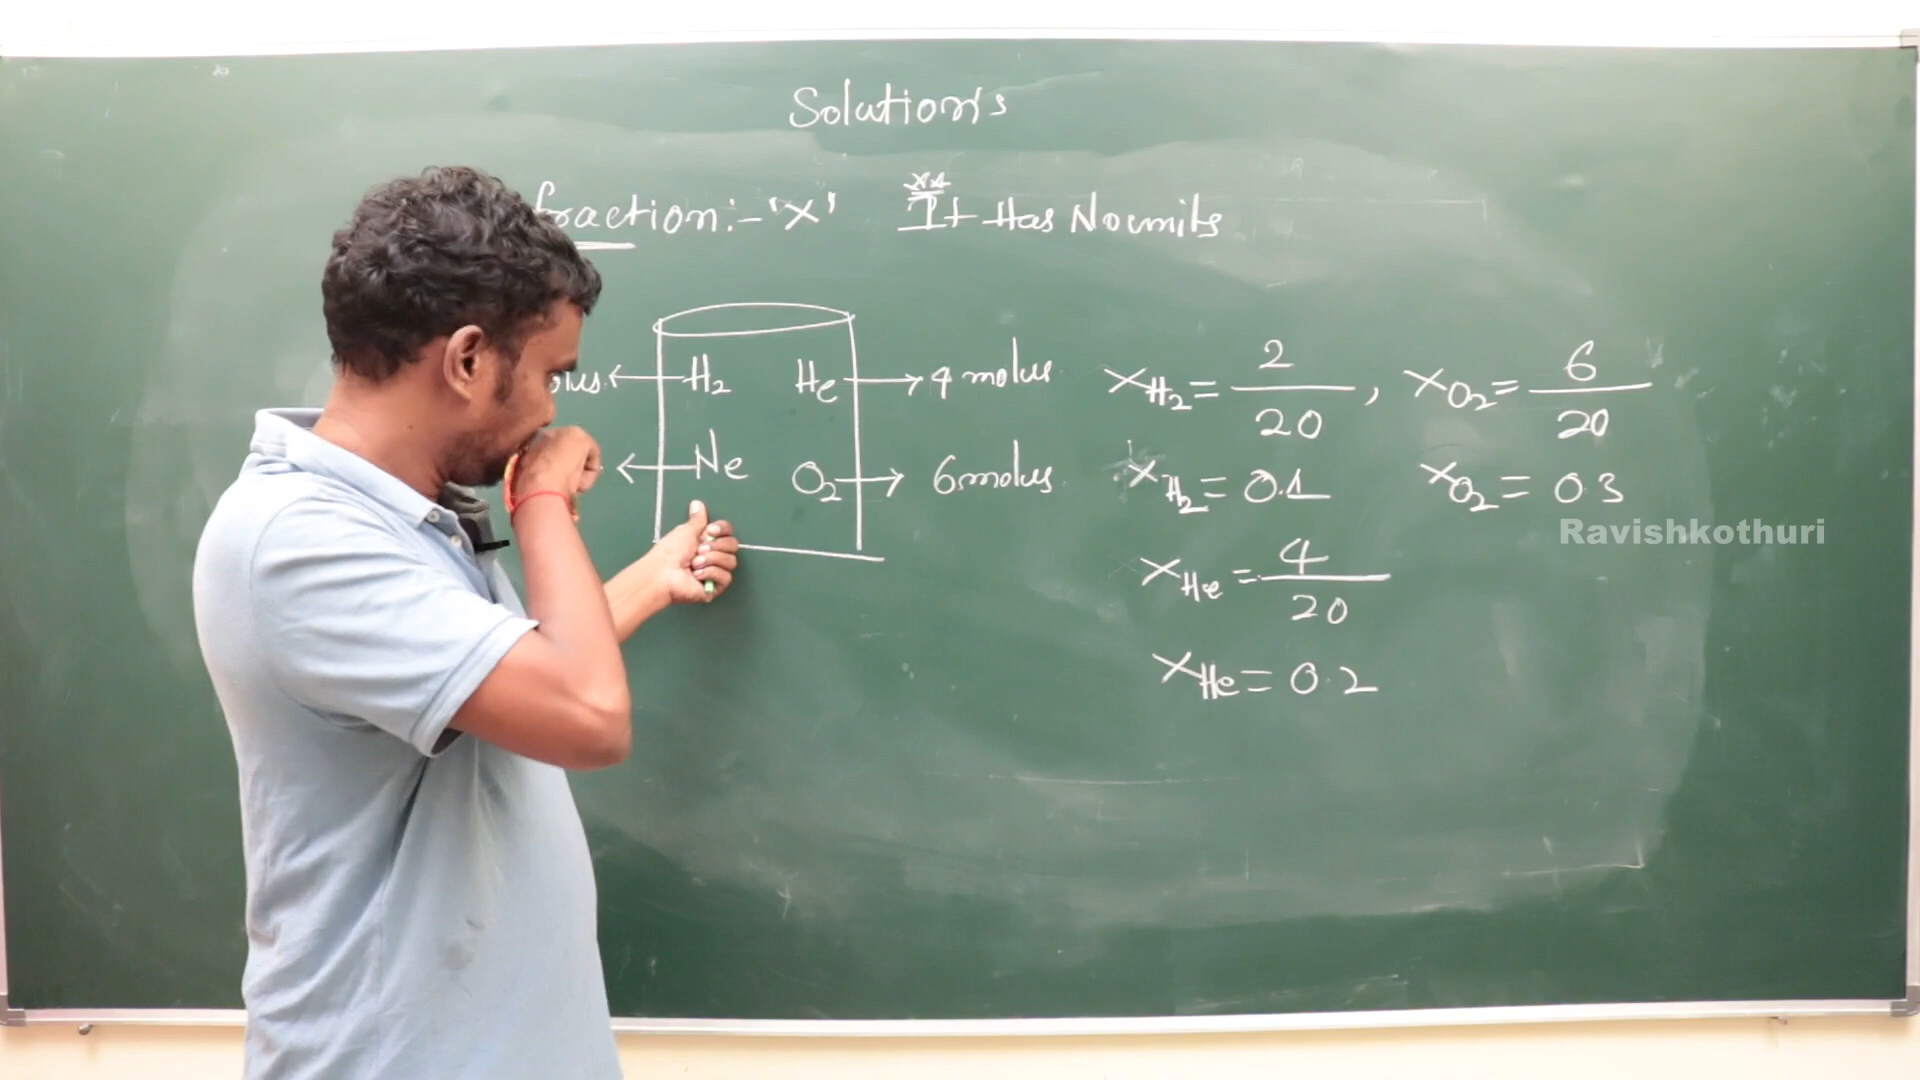 Solutions
fraction:- 'x' It Has No units
H2 He → 4 moles
← Ne O2 → 6 moles
xH2 = 2/20, xO2 = 6/20
xH2 = 0.1 xO2 = 0.3
xHe = 4/20
xHe = 0.2
Ravishkothuri